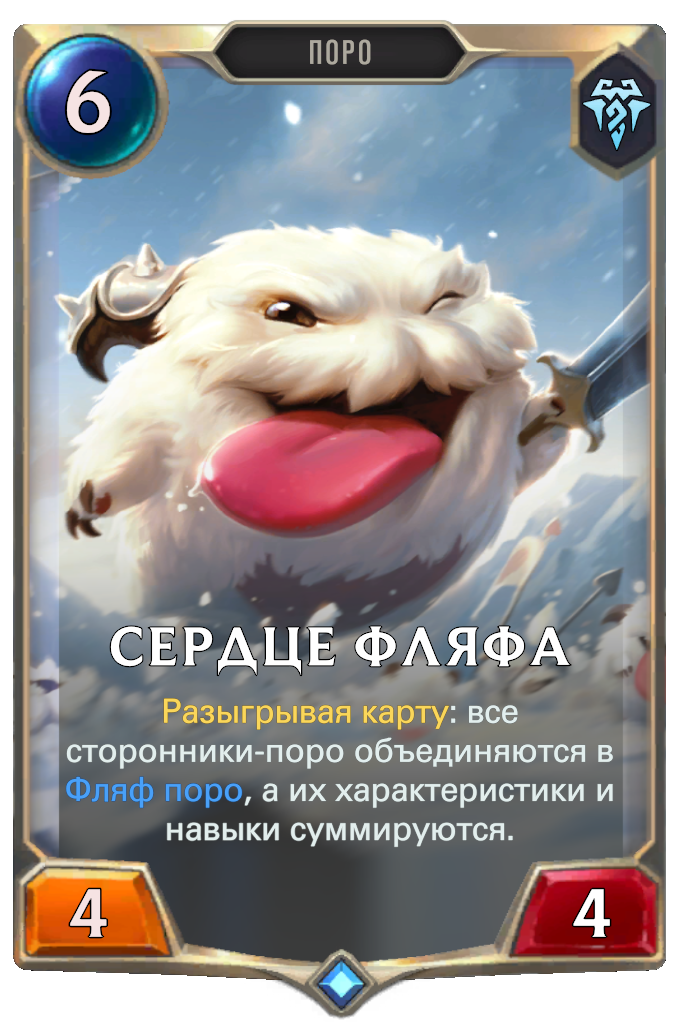 ПОРО
6
СЕРДЦЕ ФЛЯФА
Разыгрывая карту: все
сторонники-поро объединяются в
Фляф поро, а их характеристики и
навыки суммируются.
4
4